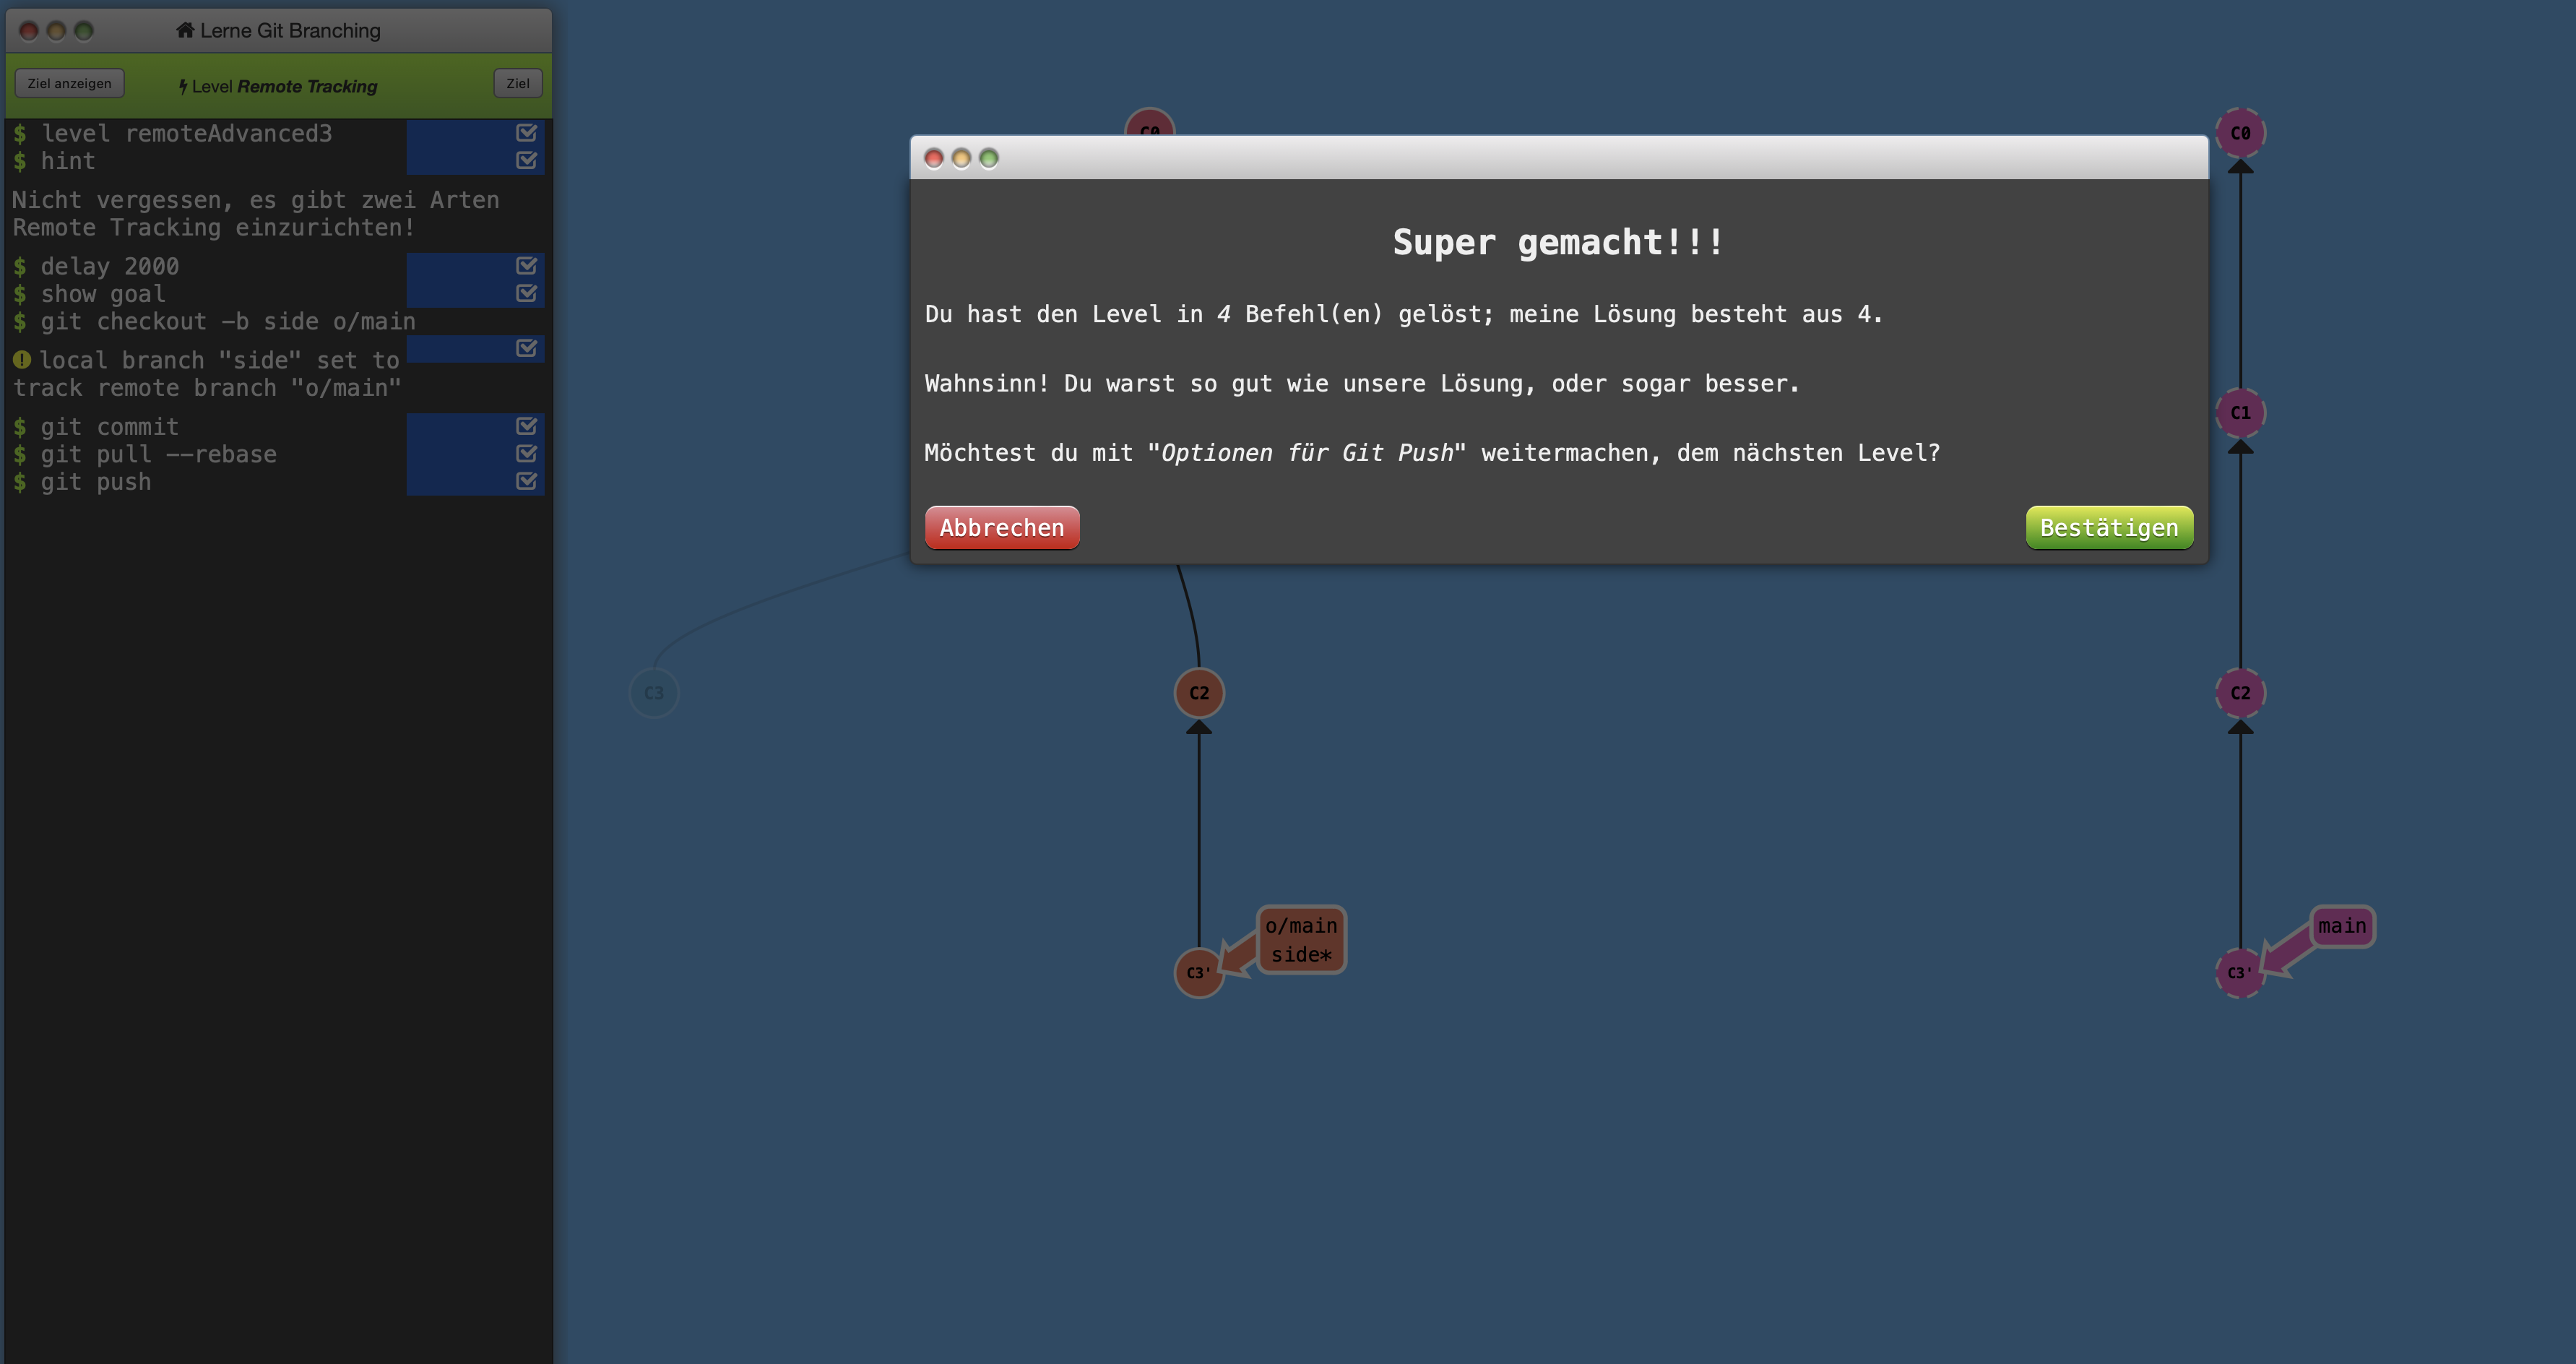 Lerne Git Branching
Ziel anzeigen
Level Remote Tracking
Ziel
$ level remoteAdvanced3
$ hint
Nicht vergessen, es gibt zwei Arten
Remote Tracking einzurichten!
$ delay 2000
$ show goal
$ git checkout -b side o/main
local branch "side" set to
track remote branch "o/main"
$ git commit
$ git pull --rebase
$ git push
C0
Super gemacht!!!
Du hast den Level in 4 Befehl(en) gelöst; meine Lösung besteht aus 4.
Wahnsinn! Du warst so gut wie unsere Lösung, oder sogar besser.
Möchtest du mit "Optionen für Git Push" weitermachen, dem nächsten Level?
Abbrechen
Bestätigen
C3
C2
o/main
side*
C3'
C0
C1
C2
main
C3'